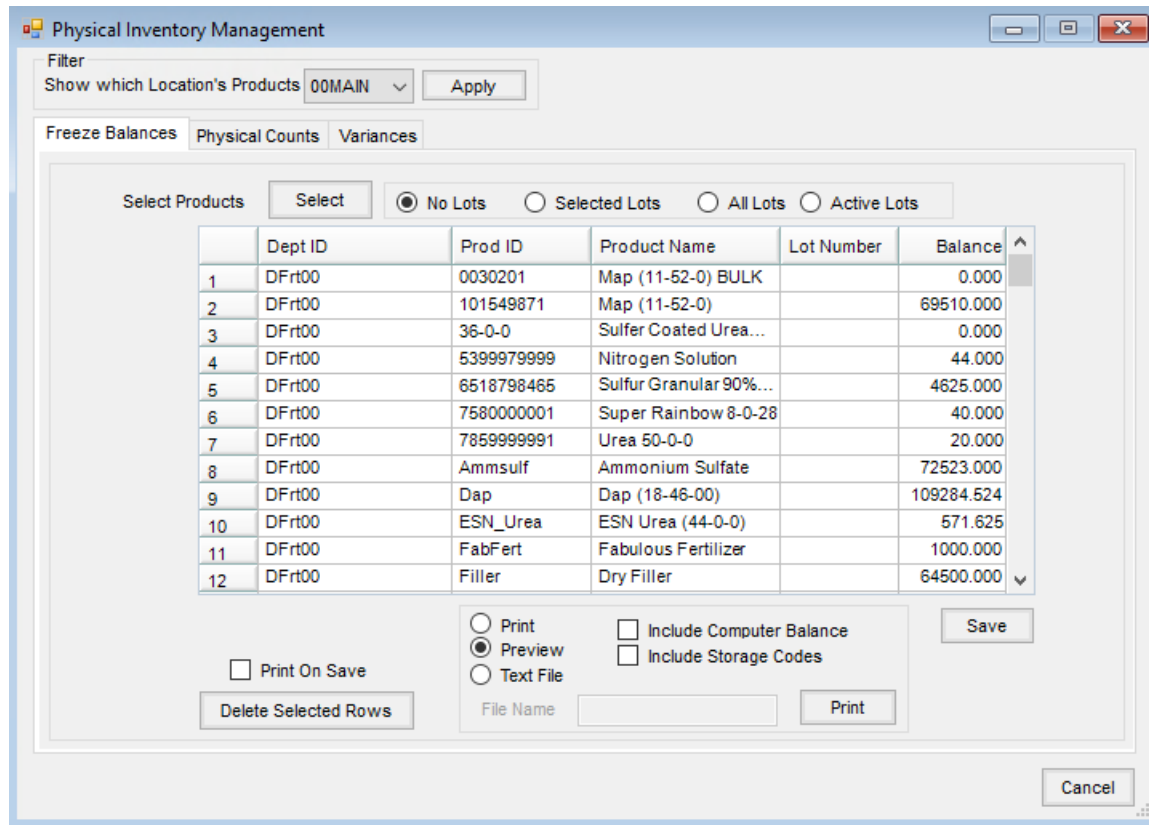 Physical Inventory Management
Filter
Show which Location's Products 00MAIN Apply
Freeze Balances Physical Counts Variances
Select Products Select No Lots Selected Lots All Lots Active Lots
Dept ID Prod ID Product Name Lot Number Balance
1 DFrt00 0030201 Map (11-52-0) BULK 0.000
2 DFrt00 101549871 Map (11-52-0) 69510.000
3 DFrt00 36-0-0 Sulfer Coated Urea... 0.000
4 DFrt00 5399979999 Nitrogen Solution 44.000
5 DFrt00 6518798465 Sulfur Granular 90%... 4625.000
6 DFrt00 7580000001 Super Rainbow 8-0-28 40.000
7 DFrt00 7859999991 Urea 50-0-0 20.000
8 DFrt00 Ammsulf Ammonium Sulfate 72523.000
9 DFrt00 Dap Dap (18-46-00) 109284.524
10 DFrt00 ESN_Urea ESN Urea (44-0-0) 571.625
11 DFrt00 FabFert Fabulous Fertilizer 1000.000
12 DFrt00 Filler Dry Filler 64500.000
Print Include Computer Balance Save
Preview Include Storage Codes
Print On Save Text File
Delete Selected Rows File Name Print
Cancel